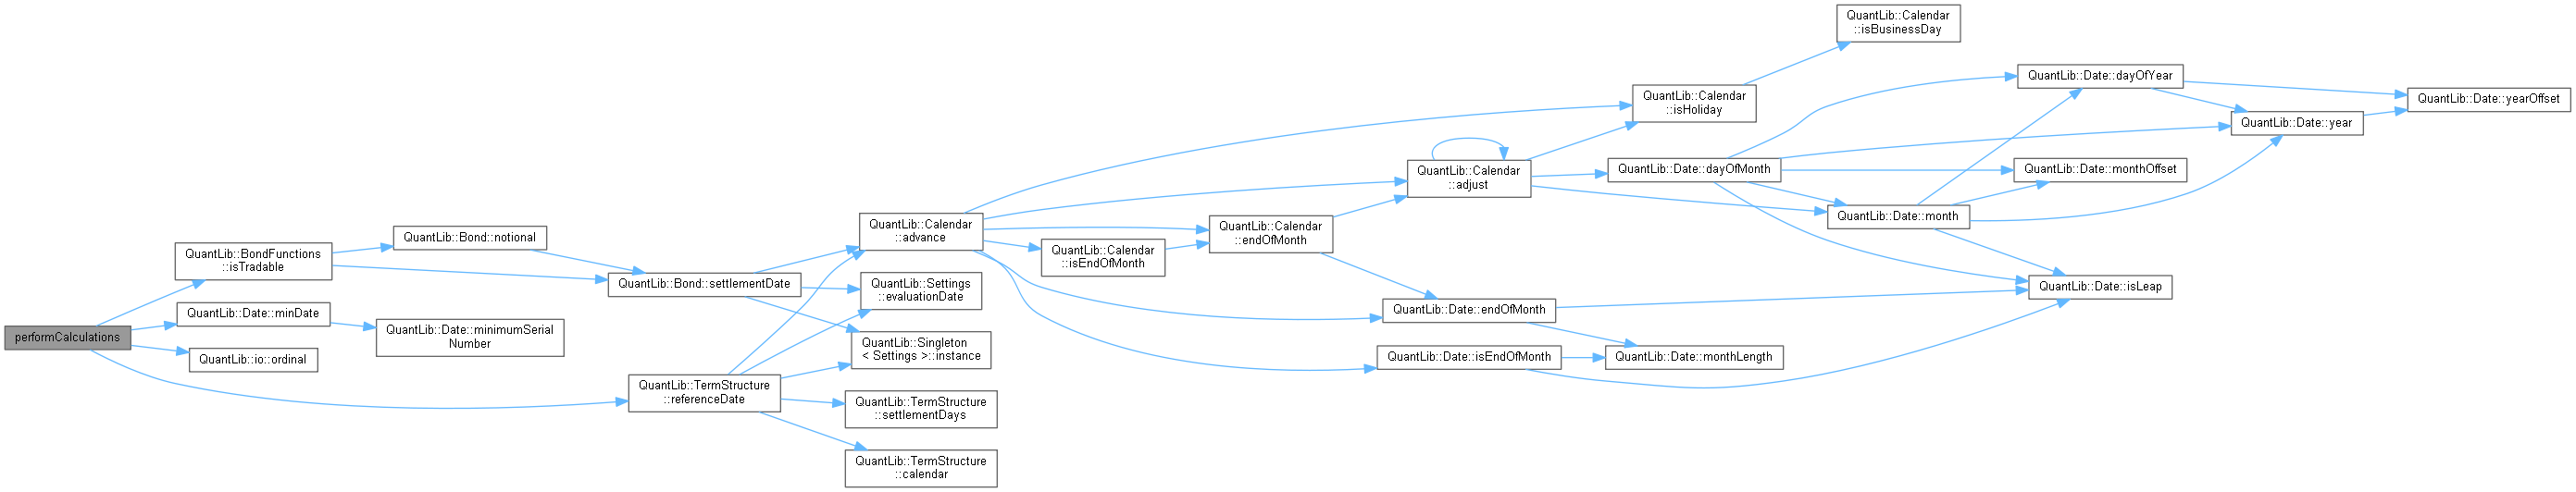 performCalculations
QuantLib::BondFunctions
::isTradable
QuantLib::Date::minDate
QuantLib::io::ordinal
QuantLib::Bond::notional
QuantLib::Date::minimumSerial
Number
QuantLib::Bond::settlementDate
QuantLib::TermStructure
::referenceDate
QuantLib::Calendar
::advance
QuantLib::Settings
::evaluationDate
QuantLib::Singleton
< Settings >::instance
QuantLib::TermStructure
::settlementDays
QuantLib::TermStructure
::calendar
QuantLib::Calendar
::isEndOfMonth
QuantLib::Calendar
::endOfMonth
QuantLib::Calendar
::adjust
QuantLib::Date::endOfMonth
QuantLib::Date::isEndOfMonth
QuantLib::Calendar
::isHoliday
QuantLib::Date::dayOfMonth
QuantLib::Date::monthLength
QuantLib::Calendar
::isBusinessDay
QuantLib::Date::month
QuantLib::Date::dayOfYear
QuantLib::Date::monthOffset
QuantLib::Date::isLeap
QuantLib::Date::year
QuantLib::Date::yearOffset